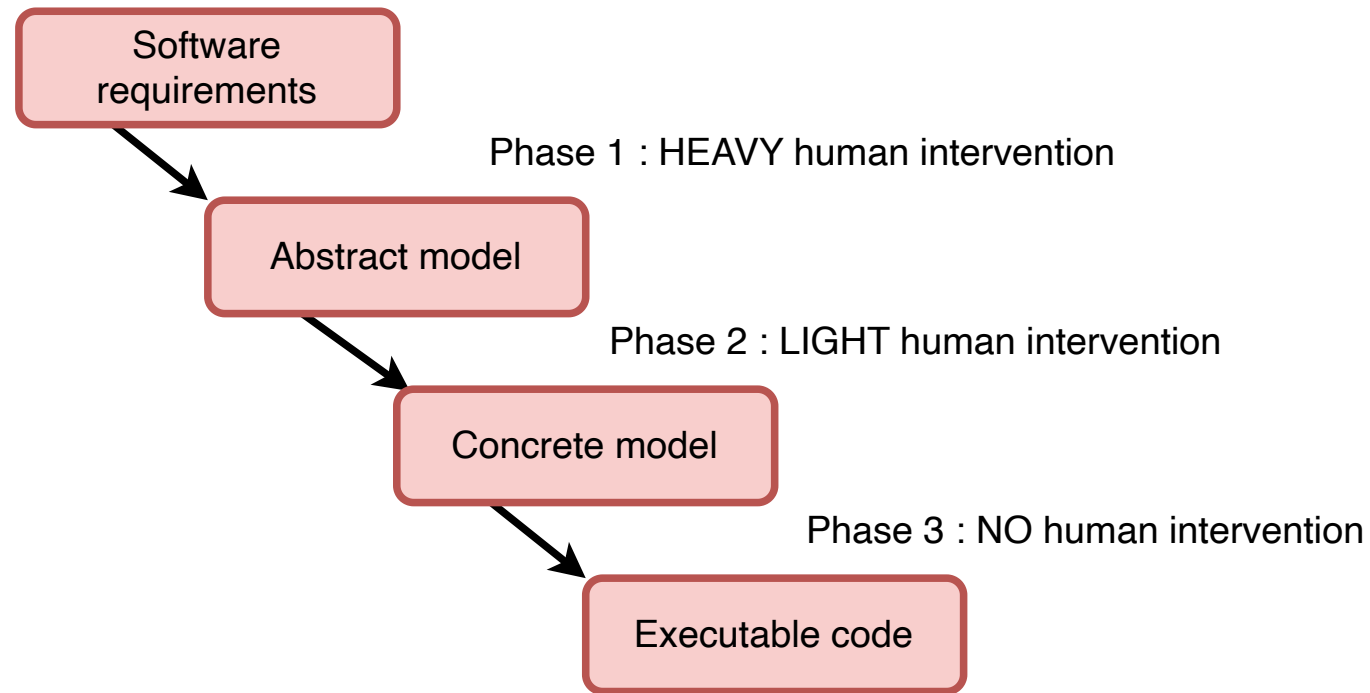 Software
requirements
Phase 1 : HEAVY human intervention
Abstract model
Phase 2 : LIGHT human intervention
Concrete model
Phase 3 : NO human intervention
Executable code